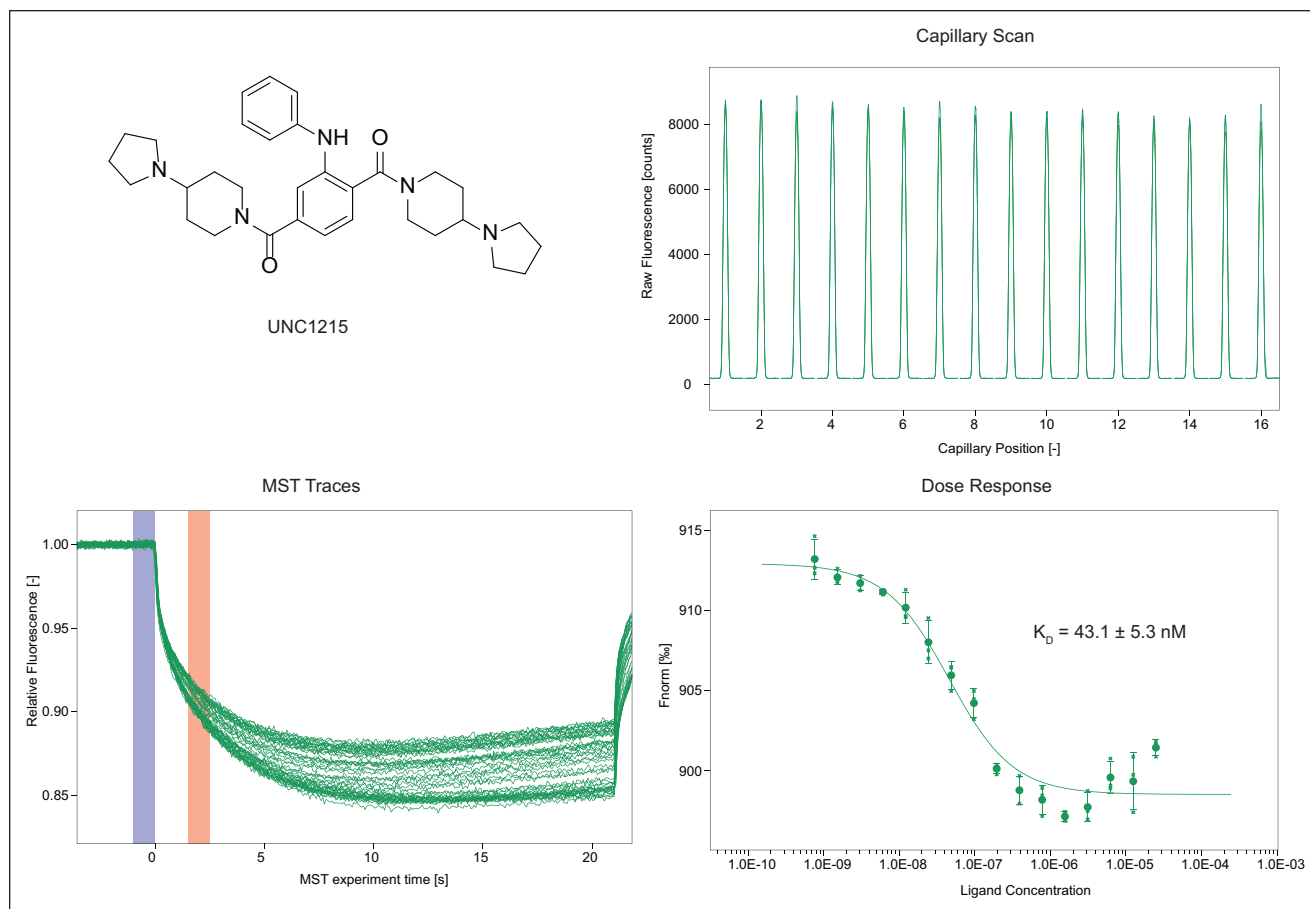 Capillary Scan
NH
O
N
N
N
O
N
UNC1215
Raw Fluorescence [counts]
8000
6000
4000
2000
0
2 4 6 8 10 12 14 16
Capillary Position [-]
MST Traces
Relative Fluorescence [-]
1.00
0.95
0.90
0.85
0 5 10 15 20
MST experiment time [s]
Dose Response
Fnorm [‰]
915
910
905
900
K_D = 43.1 ± 5.3 nM
1.0E-10 1.0E-09 1.0E-08 1.0E-07 1.0E-06 1.0E-05 1.0E-04 1.0E-03
Ligand Concentration